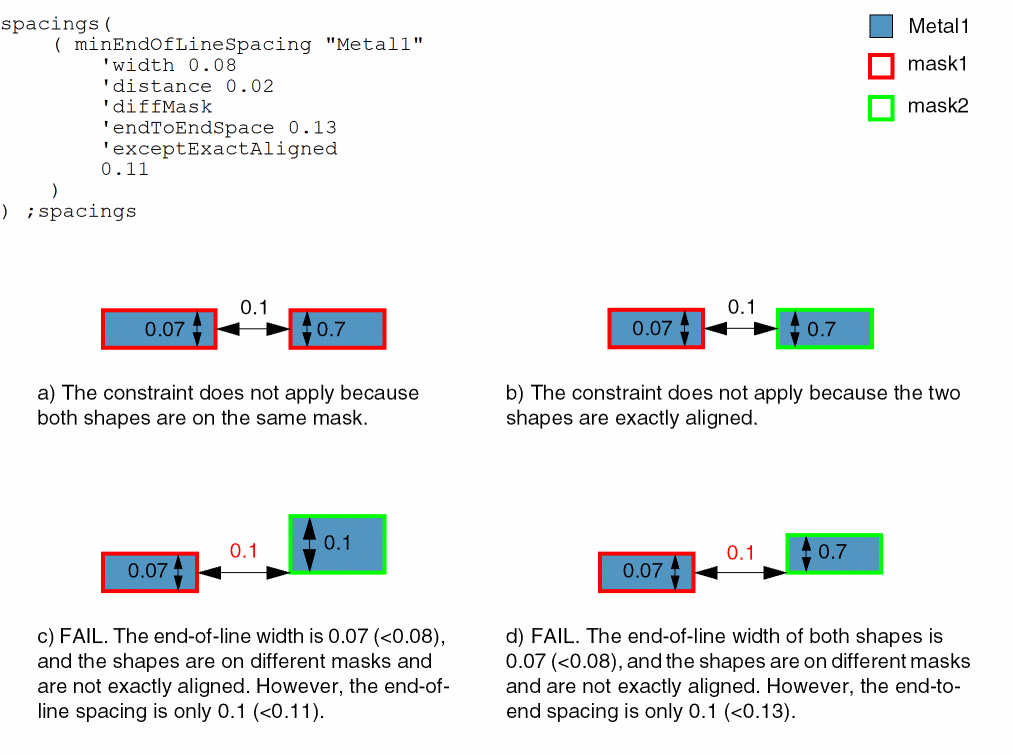 spacings(
( minEndOfLineSpacing "Metal1"
'width 0.08
'distance 0.02
'diffMask
'endToEndSpace 0.13
'exceptExactAligned
0.11
)
) ;spacings
Metal1
mask1
mask2
0.07
0.1
0.7
0.07
0.1
0.7
a) The constraint does not apply because
both shapes are on the same mask.
b) The constraint does not apply because the two
shapes are exactly aligned.
0.07
0.1
0.1
0.07
0.1
0.7
c) FAIL. The end-of-line width is 0.07 (<0.08),
and the shapes are on different masks and
are not exactly aligned. However, the end-of-
line spacing is only 0.1 (<0.11).
d) FAIL. The end-of-line width of both shapes is
0.07 (<0.08), and the shapes are on different masks
and are not exactly aligned. However, the end-to-
end spacing is only 0.1 (<0.13).